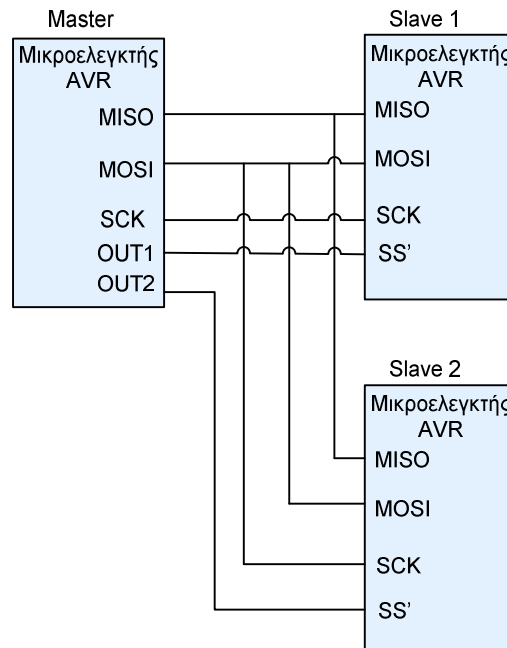 Master
Μικροελεγκτής
AVR
MISO
MOSI
SCK
OUT1
OUT2
Slave 1
Μικροελεγκτής
AVR
MISO
MOSI
SCK
SS’
Slave 2
Μικροελεγκτής
AVR
MISO
MOSI
SCK
SS’